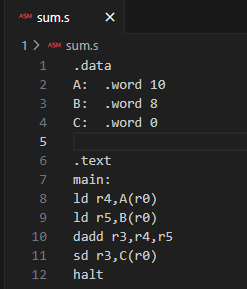 ASM sum.s ×
1 > ASM sum.s
1 .data
2 A: .word 10
3 B: .word 8
4 C: .word 0
5
6 .text
7 main:
8 ld r4,A(r0)
9 ld r5,B(r0)
10 dadd r3,r4,r5
11 sd r3,C(r0)
12 halt